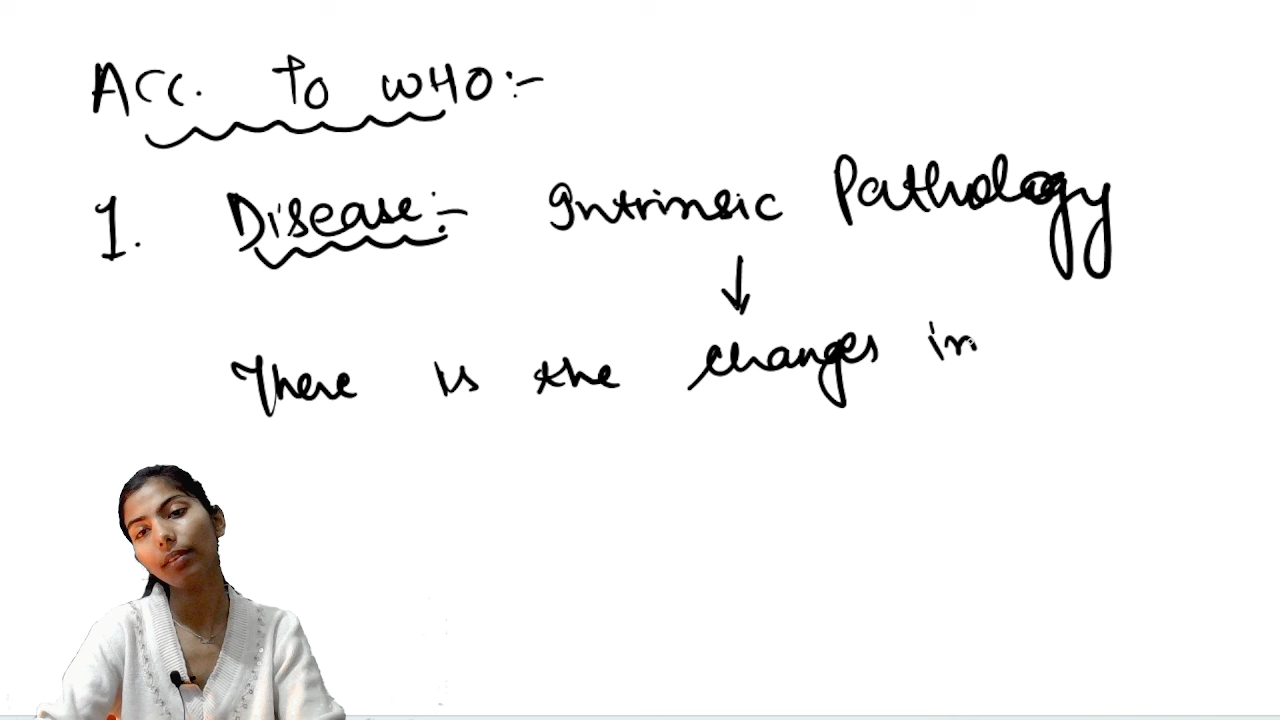 Acc. To WHO:-
1. Disease:- Intrinsic Pathology
↓
There is the changes in